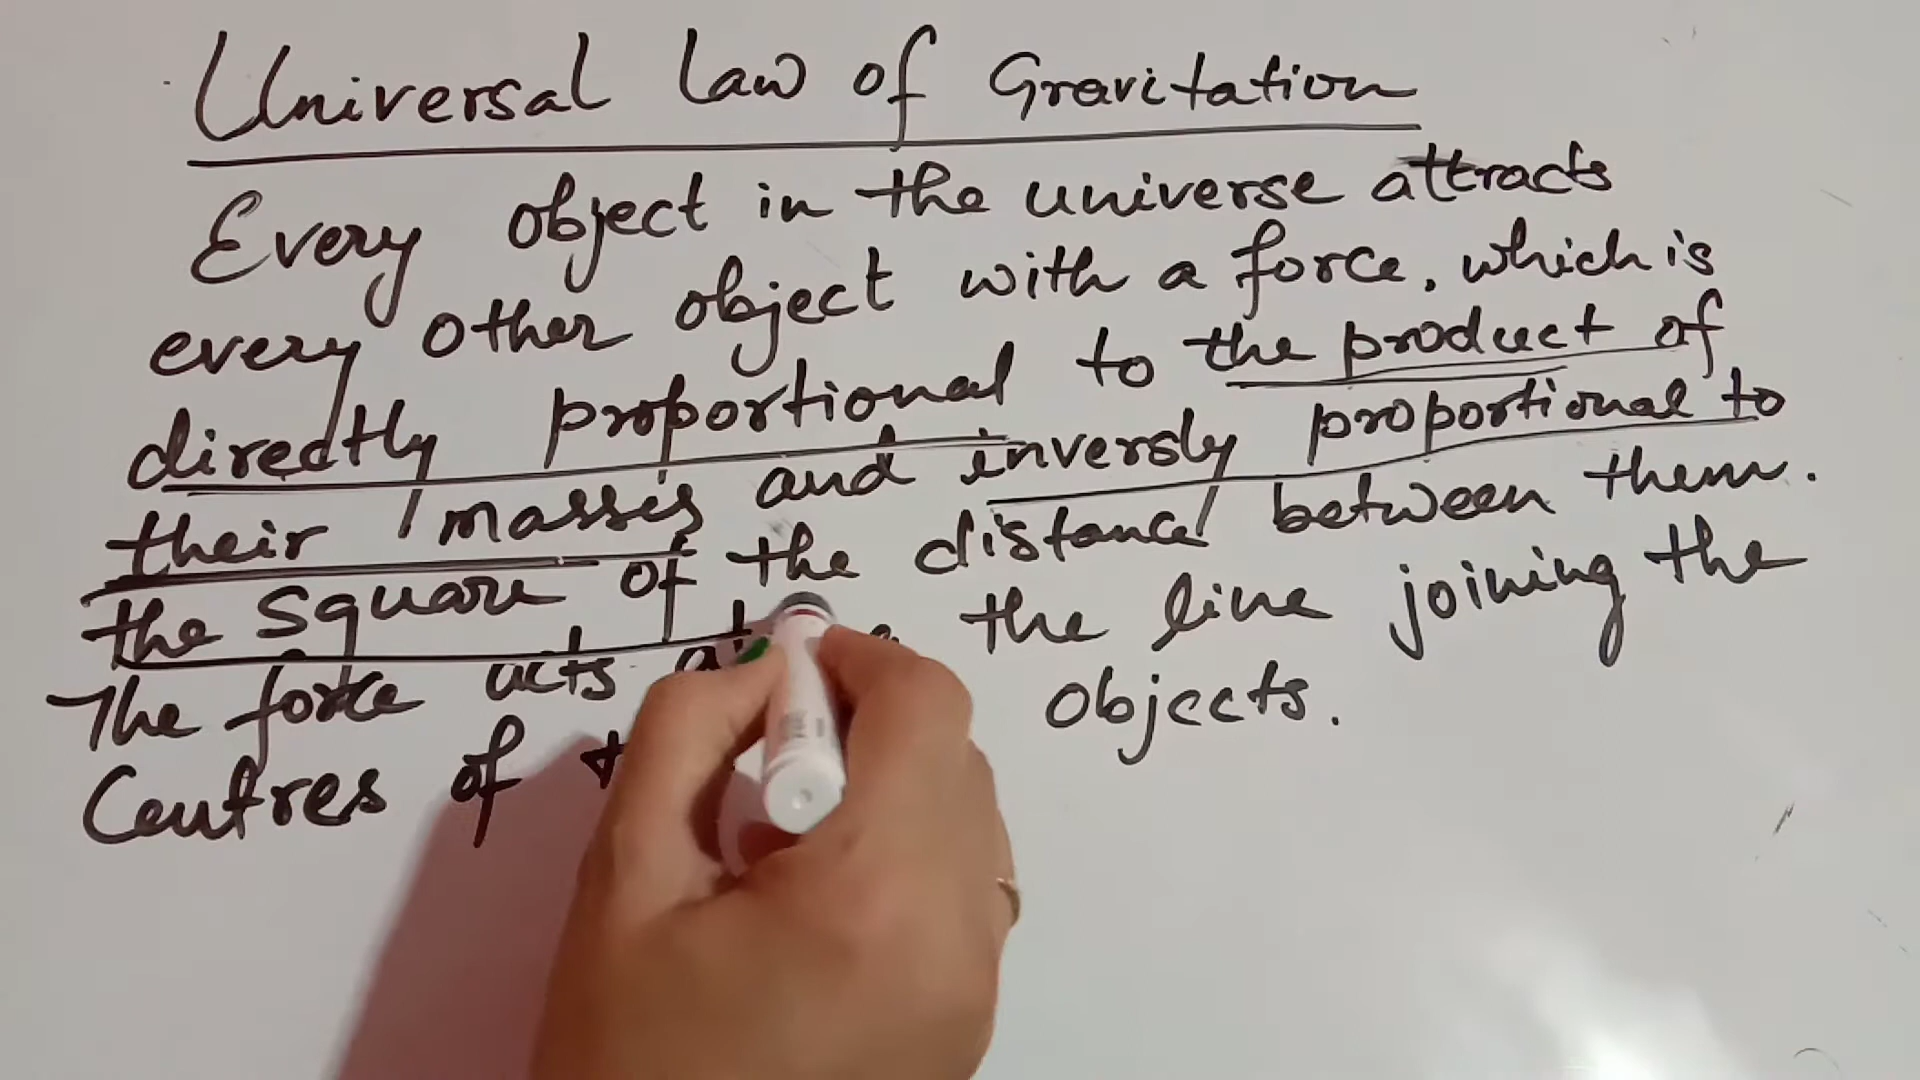 Universal Law of Gravitation
Every object in the universe attracts
every other object with a force, which is
directly proportional to the product of
their masses and inversly proportional to
the square of the distance between them.
The force acts the line joining the
Centres of objects.